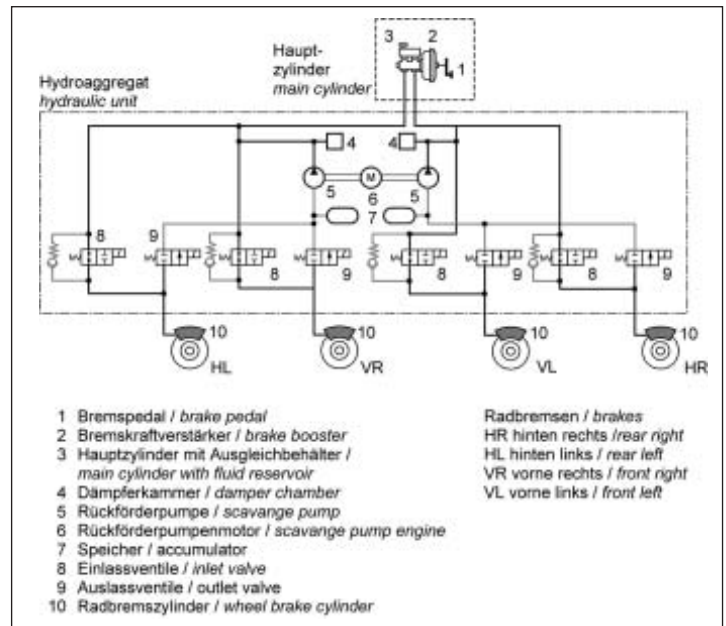 Haupt-
zylinder
main cylinder
3 2
1
Hydroaggregat
hydraulic unit
4 4
5 M 5
6
7
8 9 8 9 8 9 8 9
10 10 10 10
HL VR VL HR
1 Bremspedal / brake pedal
2 Bremskraftverstärker / brake booster
3 Hauptzylinder mit Ausgleichbehälter /
main cylinder with fluid reservoir
4 Dämpferkammer / damper chamber
5 Rückförderpumpe / scavange pump
6 Rückförderpumpenmotor / scavange pump engine
7 Speicher / accumulator
8 Einlassventile / inlet valve
9 Auslassventile / outlet valve
10 Radbremszylinder / wheel brake cylinder
Radbremsen / brakes
HR hinten rechts /rear right
HL hinten links / rear left
VR vorne rechts / front right
VL vorne links / front left